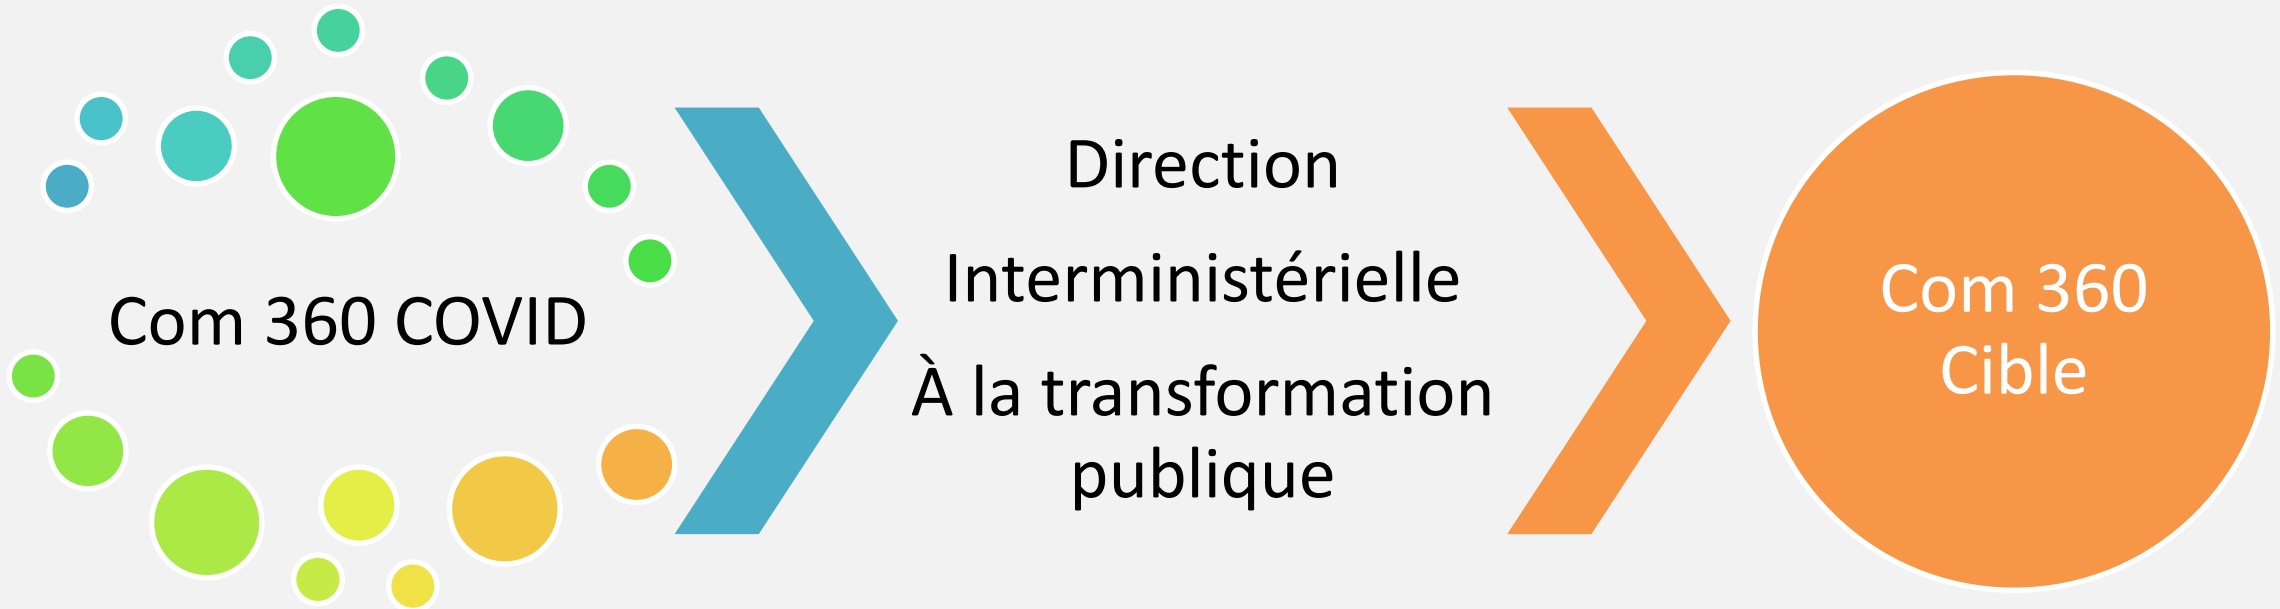 Com 360 COVID
Direction
Interministérielle
À la transformation
publique
Com 360
Cible